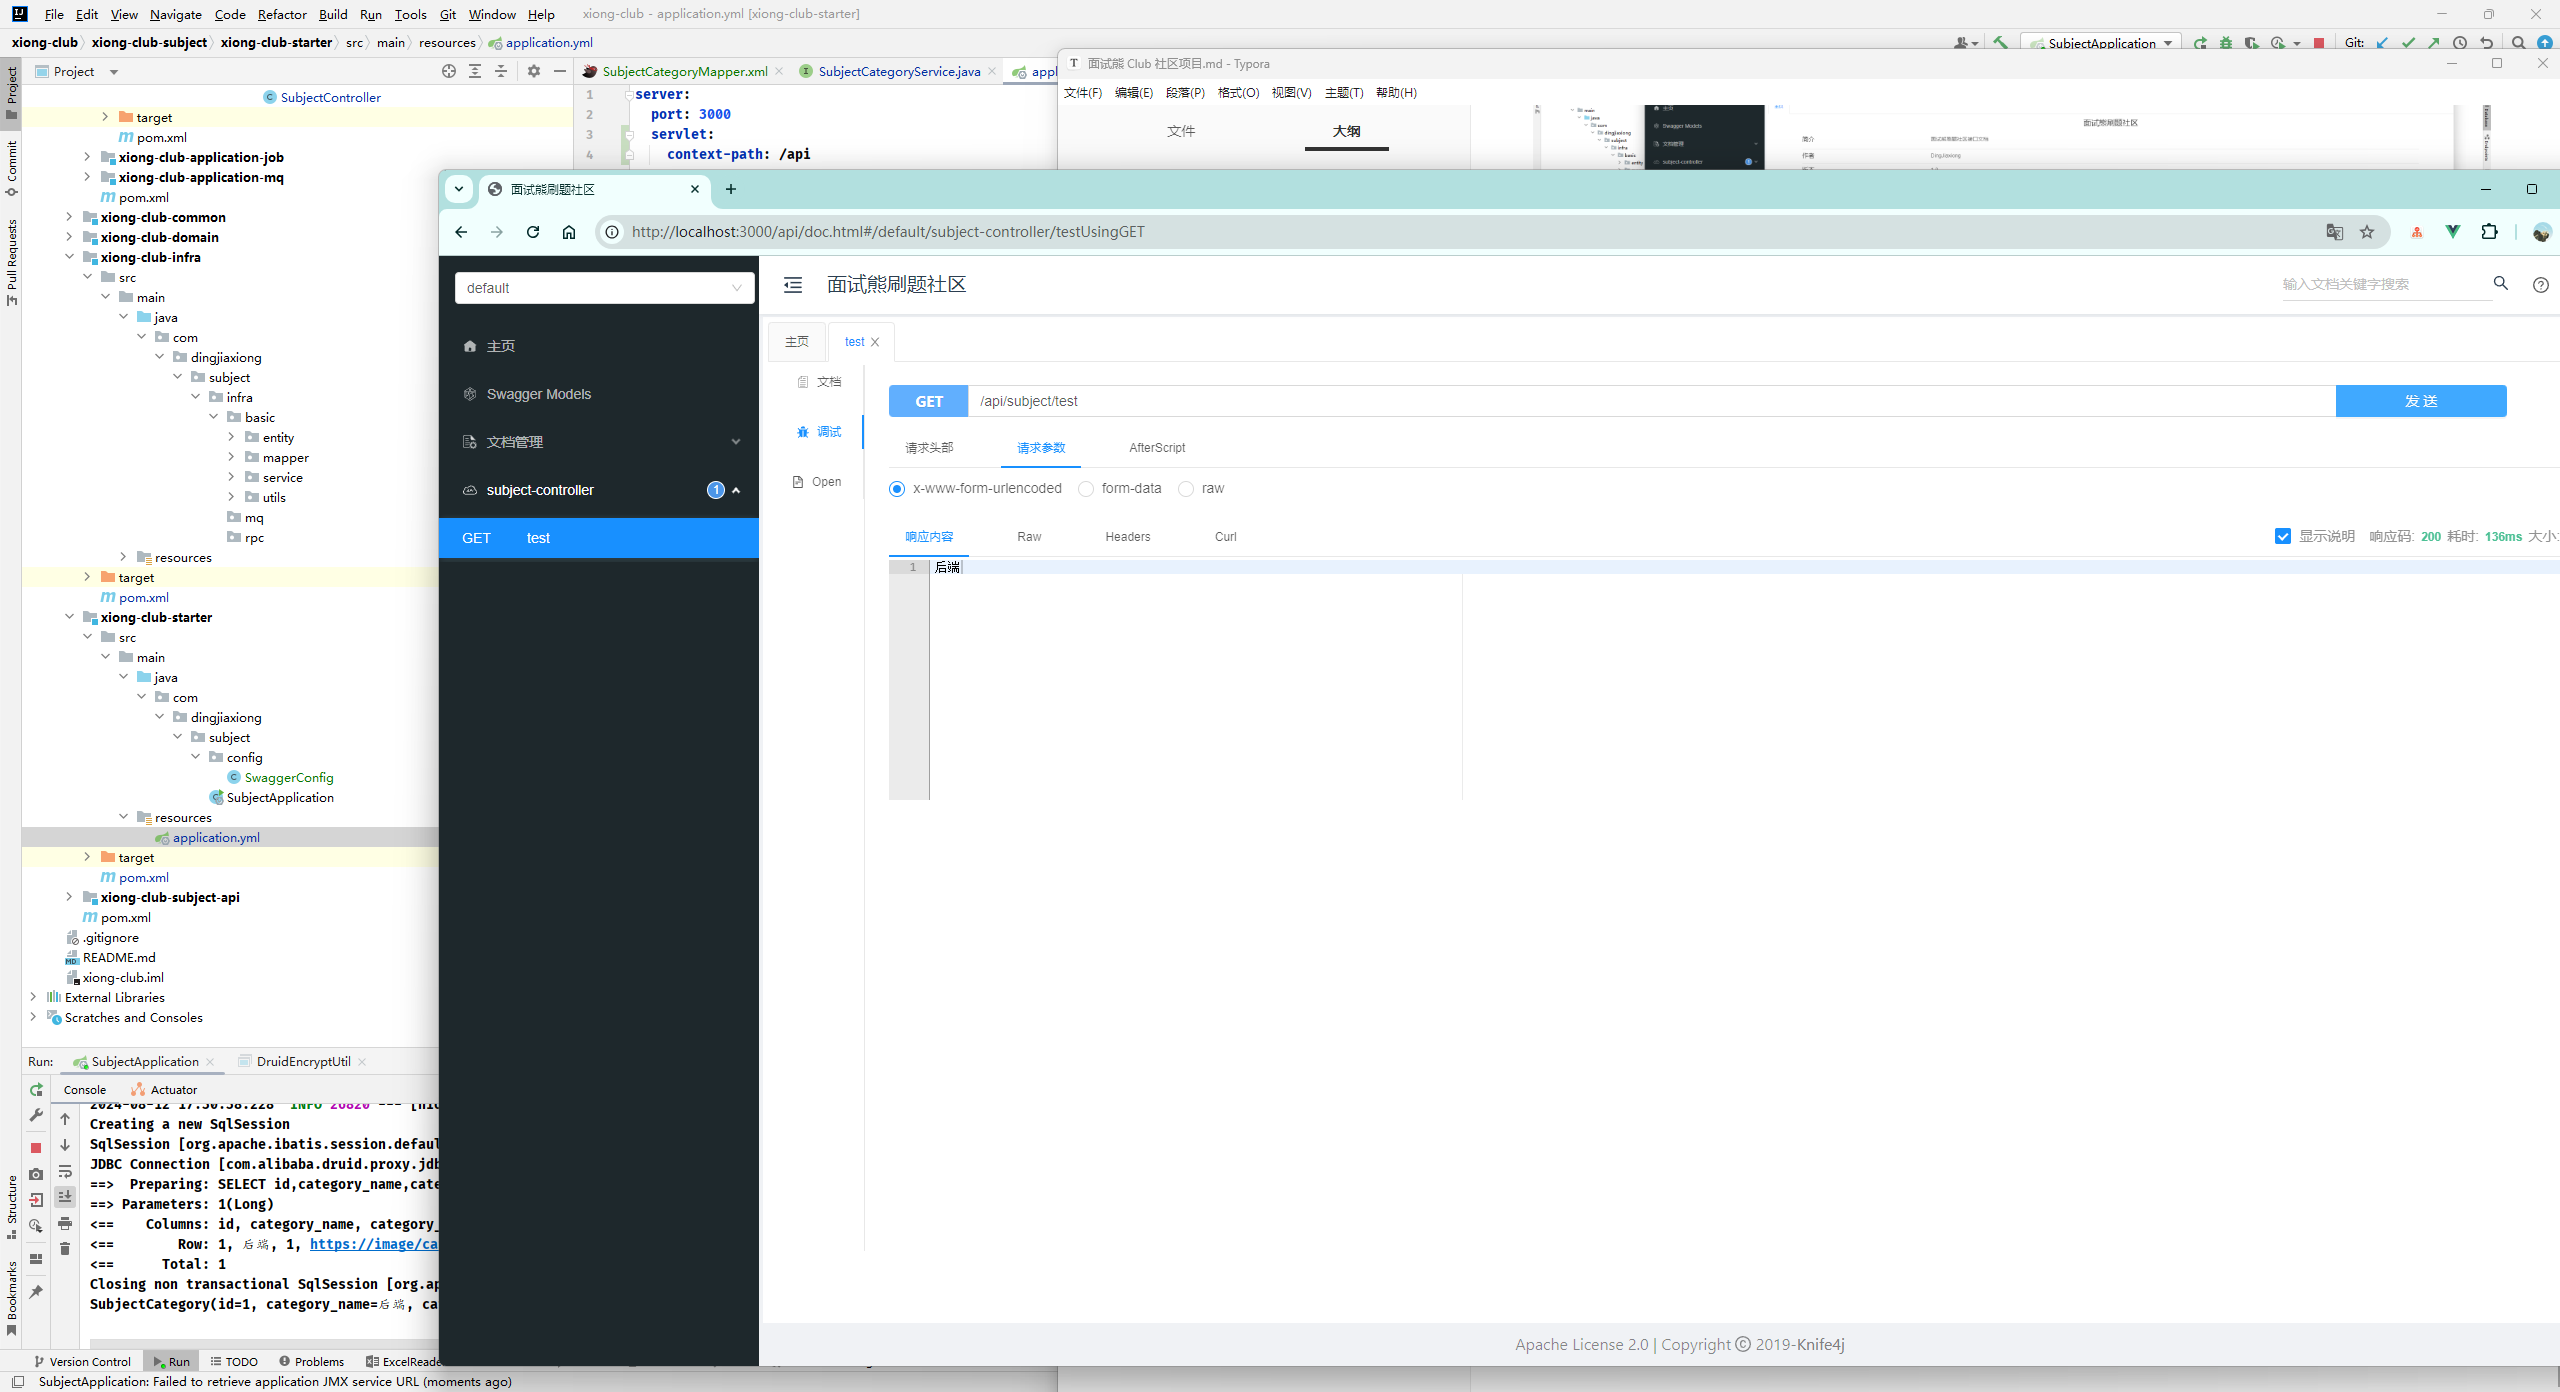 File Edit View Navigate Code Refactor Build Run Tools Git Window Help xiong-club - application.yml [xiong-club-starter]
xiong-club xiong-club-subject xiong-club-starter src main resources application.yml
SubjectApplication Git:
Project
SubjectCategoryMapper.xml SubjectCategoryService.java appl
面试熊 Club 社区项目.md - Typora
文件(F) 编辑(E) 段落(P) 格式(O) 视图(V) 主题(T) 帮助(H)
文件 大纲
面试熊刷题社区
1 server:
2 port: 3000
3 servlet:
4 context-path: /api
Project
Commit
Pull Requests
Structure
Bookmarks
SubjectController
target
pom.xml
xiong-club-application-job
xiong-club-application-mq
pom.xml
xiong-club-common
xiong-club-domain
xiong-club-infra
src
main
java
com
dingjiaxiong
subject
infra
basic
entity
mapper
service
utils
mq
rpc
resources
target
pom.xml
xiong-club-starter
src
main
java
com
dingjiaxiong
subject
config
SwaggerConfig
SubjectApplication
resources
application.yml
target
pom.xml
xiong-club-subject-api
pom.xml
.gitignore
README.md
xiong-club.iml
External Libraries
Scratches and Consoles
面试熊刷题社区
http://localhost:3000/api/doc.html#/default/subject-controller/testUsingGET
default
主页
Swagger Models
文档管理
subject-controller 1
GET test
面试熊刷题社区
输入文档关键字搜索
主页 test
文档
调试
Open
GET /api/subject/test 发 送
请求头部 请求参数 AfterScript
x-www-form-urlencoded form-data raw
响应内容 Raw Headers Curl
显示说明 响应码: 200 耗时: 136ms 大小:
1 后端
Apache License 2.0 | Copyright © 2019-Knife4j
Run: SubjectApplication DruidEncryptUtil
Console Actuator
2024-08-12 17:50:58.228 INFO 26820 --- [nio
Creating a new SqlSession
SqlSession [org.apache.ibatis.session.defaul
JDBC Connection [com.alibaba.druid.proxy.jdb
==> Preparing: SELECT id,category_name,cate
==> Parameters: 1(Long)
<== Columns: id, category_name, category_
<== Row: 1, 后端, 1, https://image/ca
<== Total: 1
Closing non transactional SqlSession [org.ap
SubjectCategory(id=1, category_name=后端, ca
Version Control Run TODO Problems ExcelReade
SubjectApplication: Failed to retrieve application JMX service URL (moments ago)